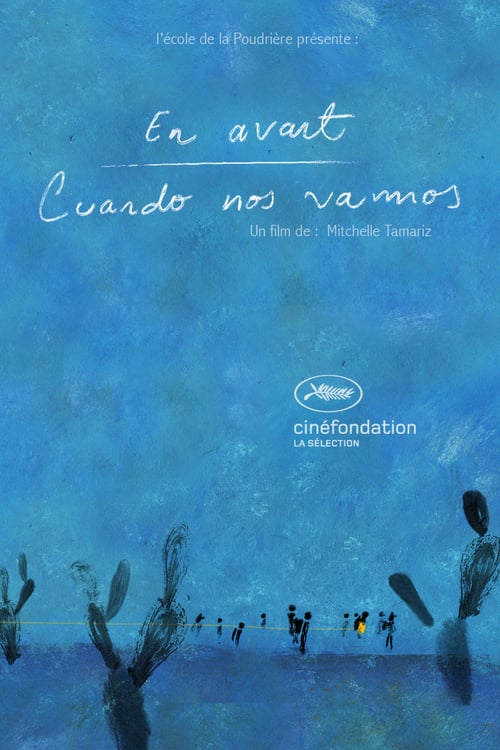 l'école de la Poudrière présente :
En avant
Cuando nos vamos
Un film de : Mitchelle Tamariz
cinéfondation
LA SÉLECTION